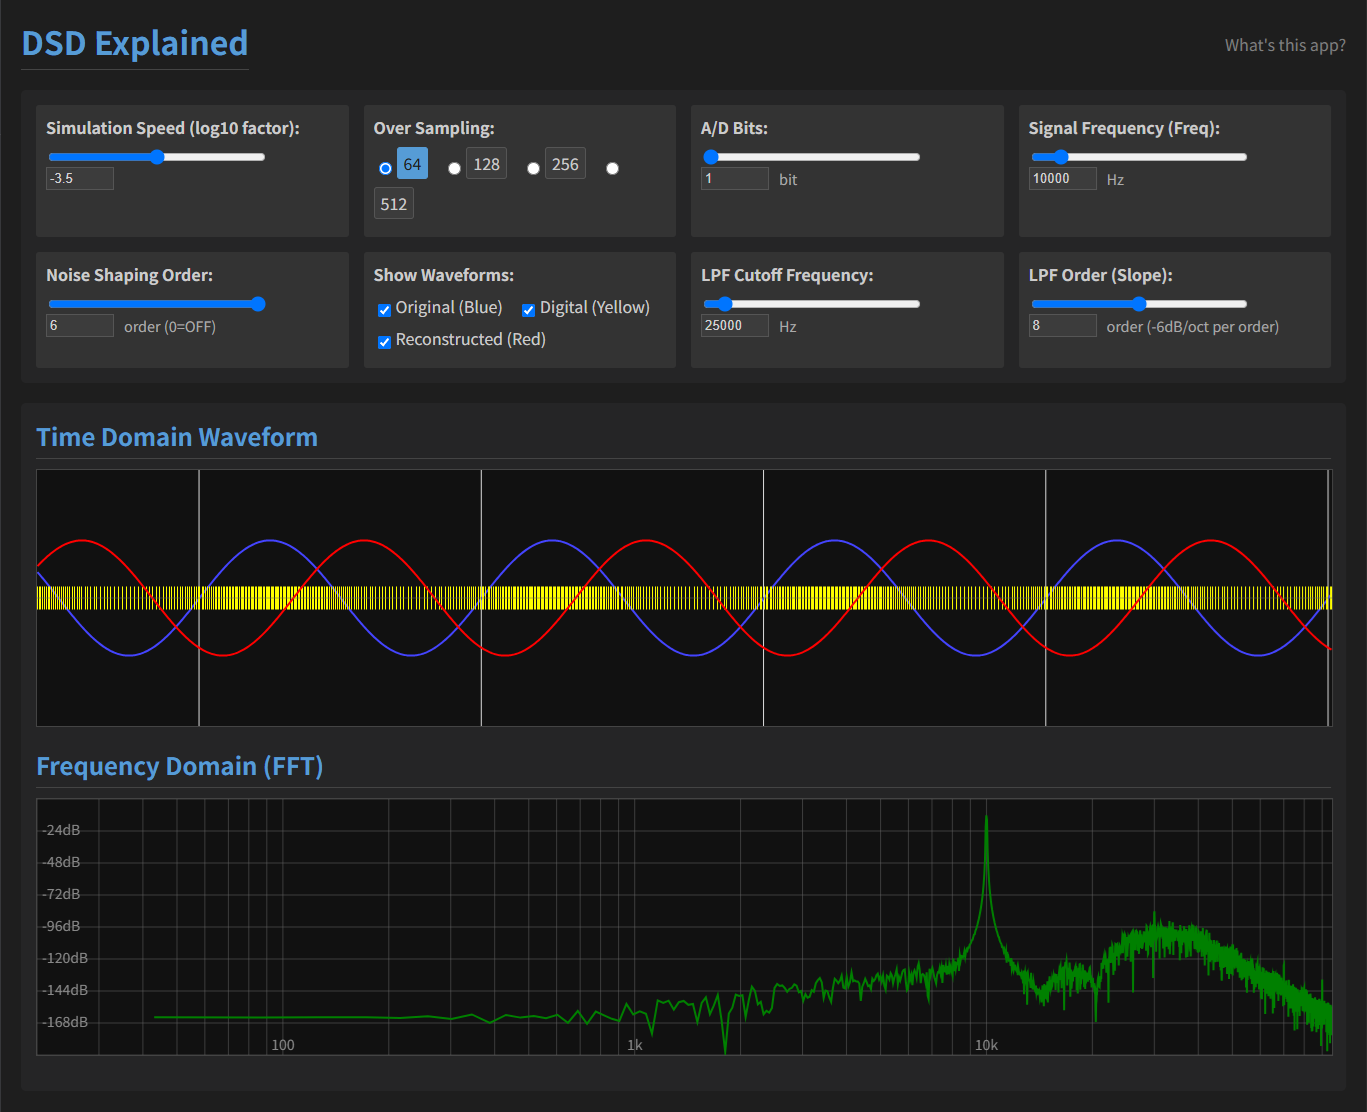 DSD Explained
What's this app?
Simulation Speed (log10 factor):
-3.5
Over Sampling:
64 128 256
512
A/D Bits:
1 bit
Signal Frequency (Freq):
10000 Hz
Noise Shaping Order:
6 order (0=OFF)
Show Waveforms:
Original (Blue) Digital (Yellow)
Reconstructed (Red)
LPF Cutoff Frequency:
25000 Hz
LPF Order (Slope):
8 order (-6dB/oct per order)
Time Domain Waveform
Frequency Domain (FFT)
-24dB
-48dB
-72dB
-96dB
-120dB
-144dB
-168dB
100 1k 10k